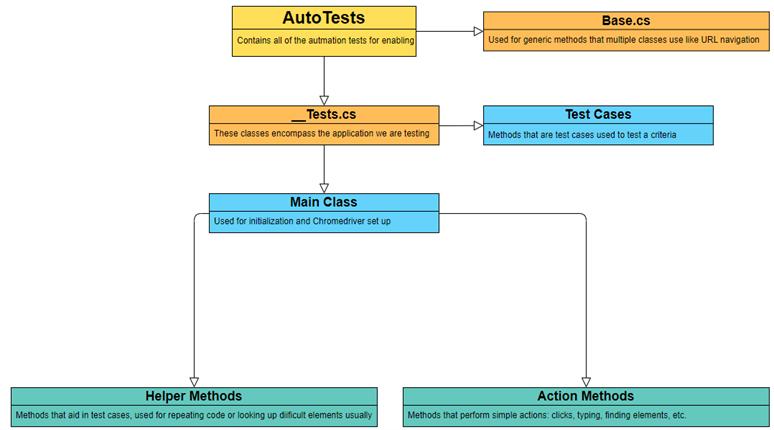 AutoTests
Contains all of the autmation tests for enabling
Base.cs
Used for generic methods that multiple classes use like URL navigation
__Tests.cs
These classes encompass the application we are testing
Test Cases
Methods that are test cases used to test a criteria
Main Class
Used for initialization and Chromedriver set up
Helper Methods
Methods that aid in test cases, used for repeating code or looking up diificult elements usually
Action Methods
Methods that perform simple actions: clicks, typing, finding elements, etc.